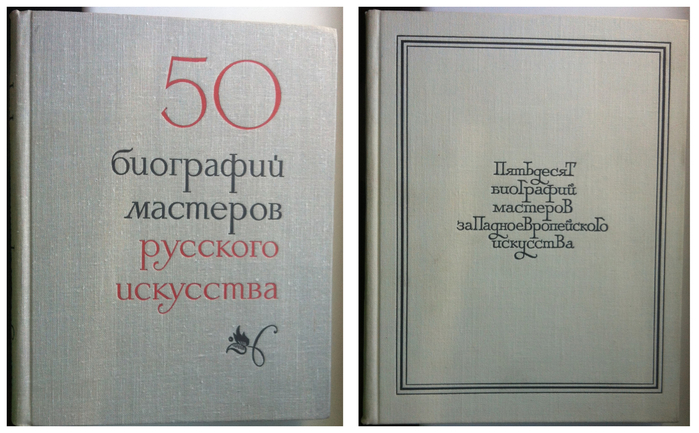 50
биографий
мастеров
русского
искусства
ПятЬдесяТ
биоГрафий
мастероВ
заПадноеВропейскоГо
искусстВа